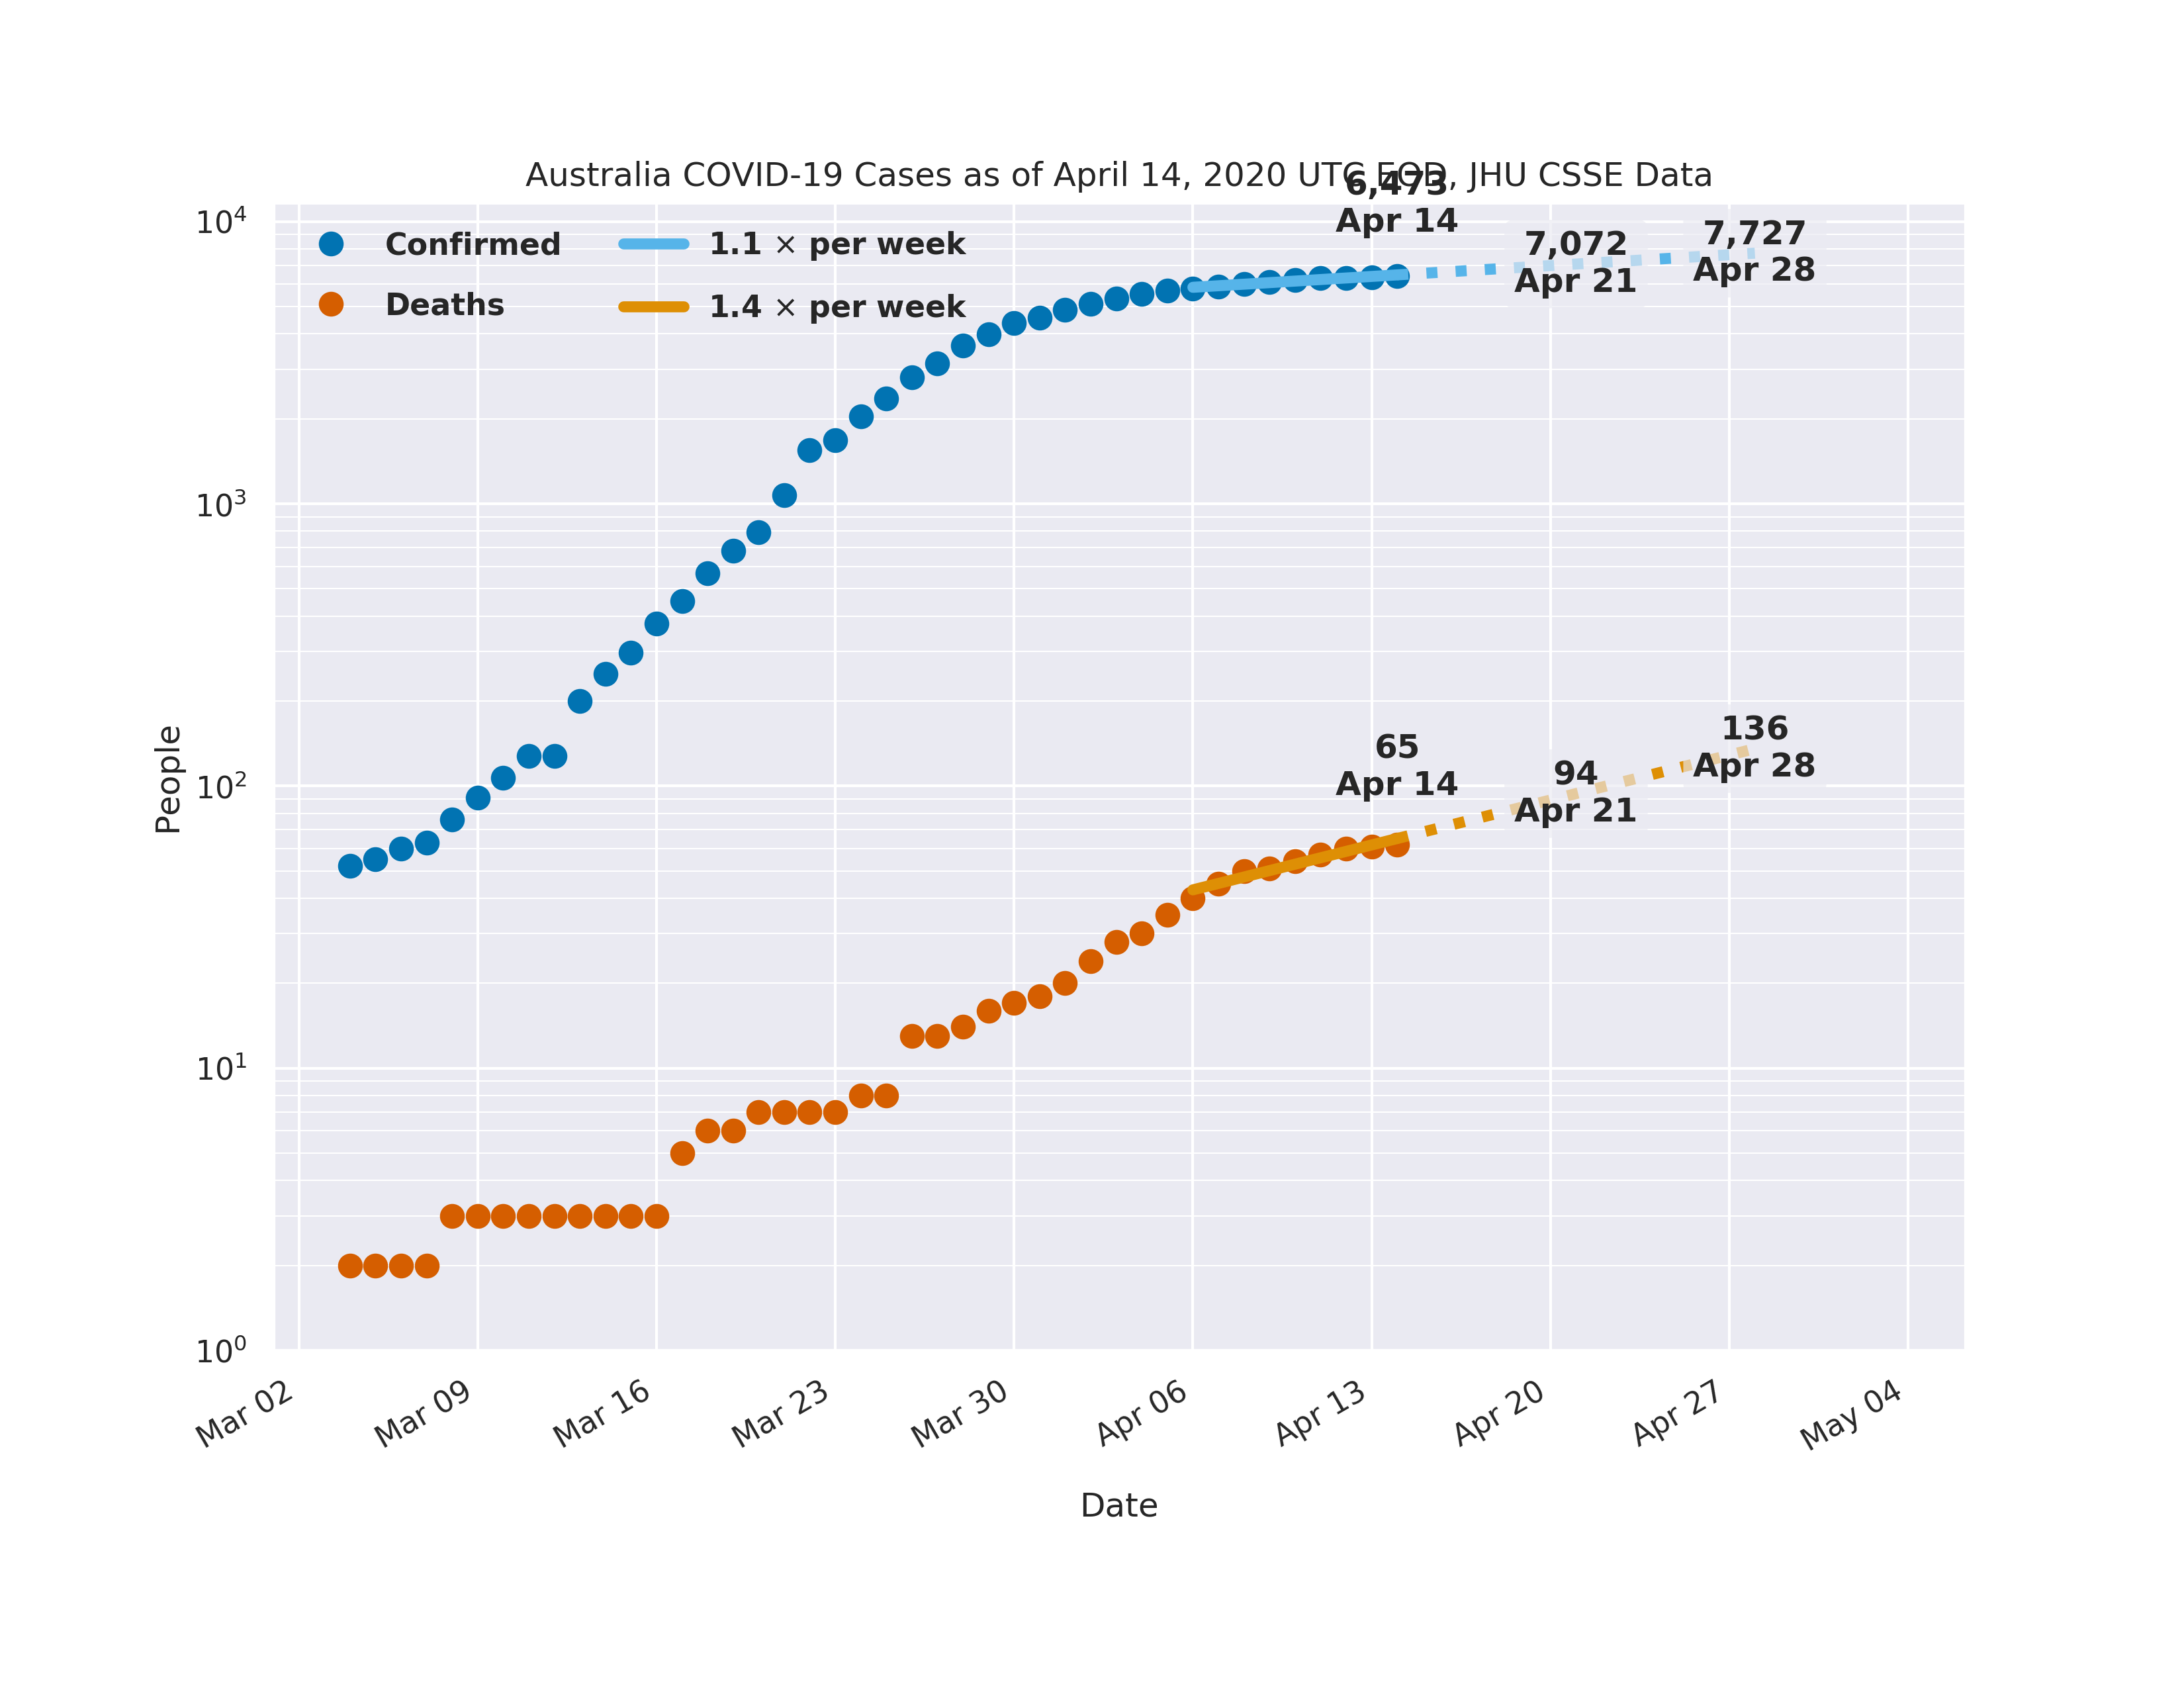 Australia COVID-19 Cases as of April 14, 2020 UTC EOD, JHU CSSE Data
6,473
Apr 14
7,072
Apr 21
7,727
Apr 28
Confirmed
Deaths
1.1 × per week
1.4 × per week
65
Apr 14
94
Apr 21
136
Apr 28
People
10⁴
10³
10²
10¹
10⁰
Mar 02
Mar 09
Mar 16
Mar 23
Mar 30
Apr 06
Apr 13
Apr 20
Apr 27
May 04
Date